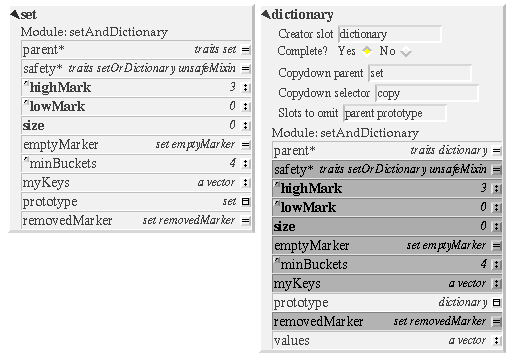 set
Module: setAndDictionary
parent* traits set =
safety* traits setOrDictionary unsafeMixin =
highMark 3 :
lowMark 0 :
size 0 :
emptyMarker set emptyMarker =
minBuckets 4 :
myKeys a vector :
prototype set
removedMarker set removedMarker =
dictionary
Creator slot dictionary
Complete? Yes No
Copydown parent set
Copydown selector copy
Slots to omit parent prototype
Module: setAndDictionary
parent* traits dictionary =
safety* traits setOrDictionary unsafeMixin =
highMark 3 :
lowMark 0 :
size 0 :
emptyMarker set emptyMarker =
minBuckets 4 :
myKeys a vector :
prototype dictionary
removedMarker set removedMarker =
values a vector :